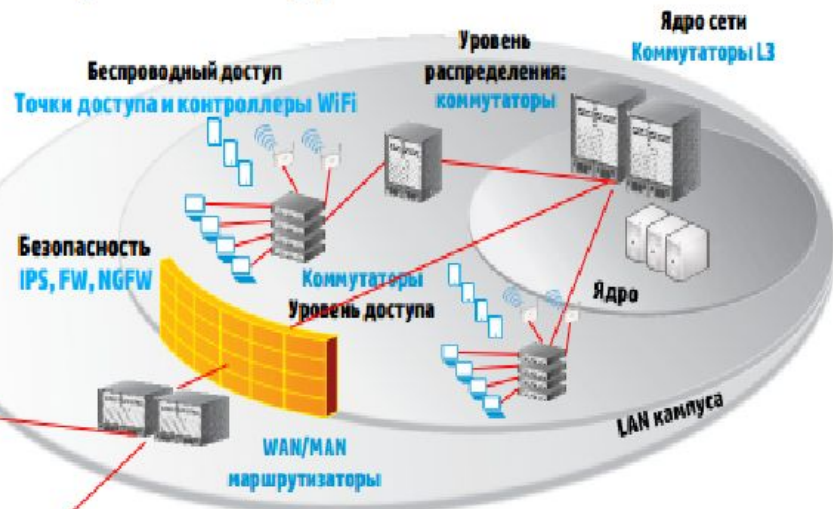 Ядро сети
Коммутаторы L3
Уровень
распределения:
коммутаторы
Беспроводный доступ
Точки доступа и контроллеры WiFi
Безопасность
IPS, FW, NGFW
Коммутаторы
Уровень доступа
Ядро
LAN кампуса
WAN/MAN
маршрутизаторы